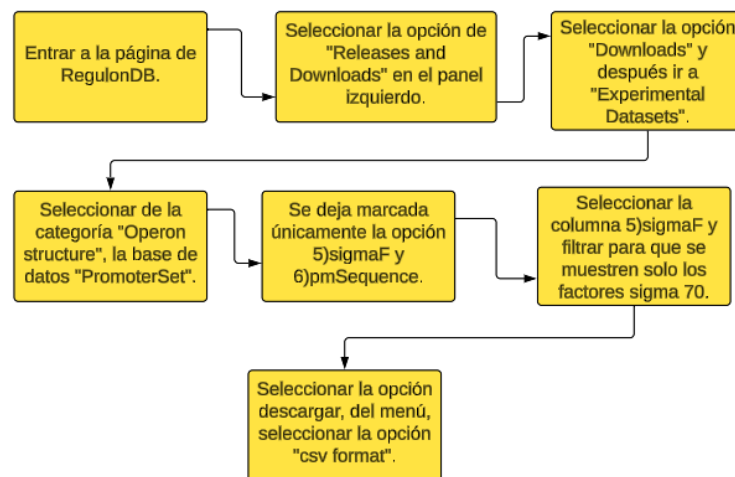 Entrar a la página de
RegulonDB.
Seleccionar la opción de
"Releases and
Downloads" en el panel
izquierdo.
Seleccionar la opción
"Downloads" y
después ir a
"Experimental
Datasets".
Seleccionar de la
categoría "Operon
structure", la base de
datos "PromoterSet".
Se deja marcada
únicamente la opción
5)sigmaF y
6)pmSequence.
Seleccionar la
columna 5)sigmaF y
filtrar para que se
muestren solo los
factores sigma 70.
Seleccionar la opción
descargar, del menú,
seleccionar la opción
"csv format".